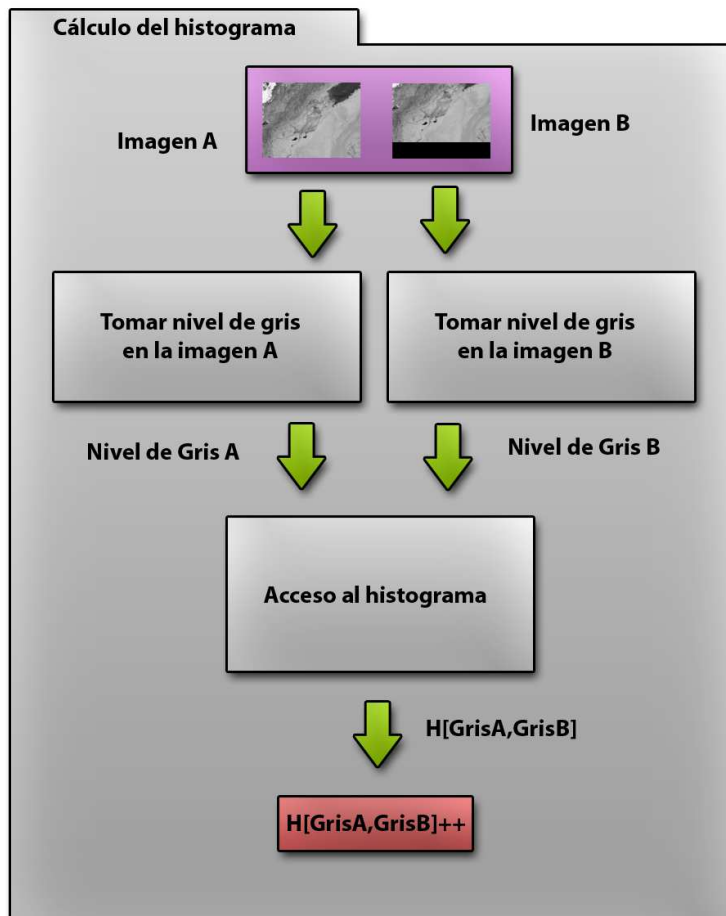 Cálculo del histograma
Imagen A
Imagen B
Tomar nivel de gris
en la imagen A
Tomar nivel de gris
en la imagen B
Nivel de Gris A
Nivel de Gris B
Acceso al histograma
H[GrisA,GrisB]
H[GrisA,GrisB]++